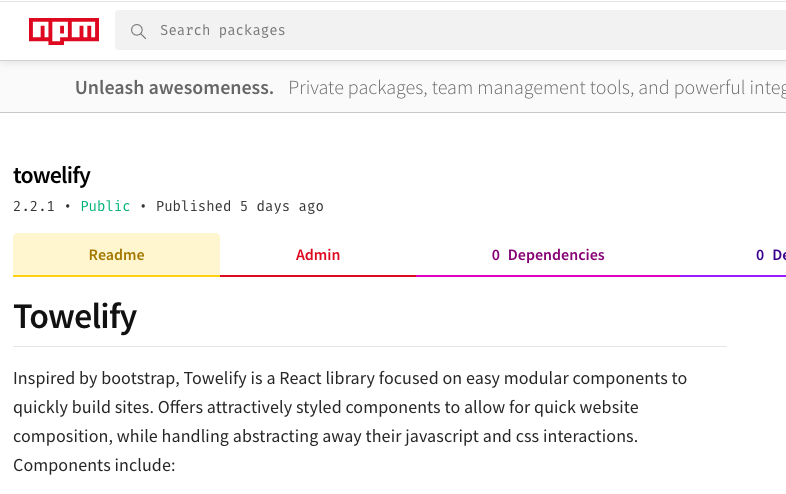 npm
Search packages
Unleash awesomeness. Private packages, team management tools, and powerful
towelify
2.2.1 • Public • Published 5 days ago
Readme Admin 0 Dependencies 0
Towelify
Inspired by bootstrap, Towelify is a React library focused on easy modular components to
quickly build sites. Offers attractively styled components to allow for quick website
composition, while handling abstracting away their javascript and css interactions.
Components include: